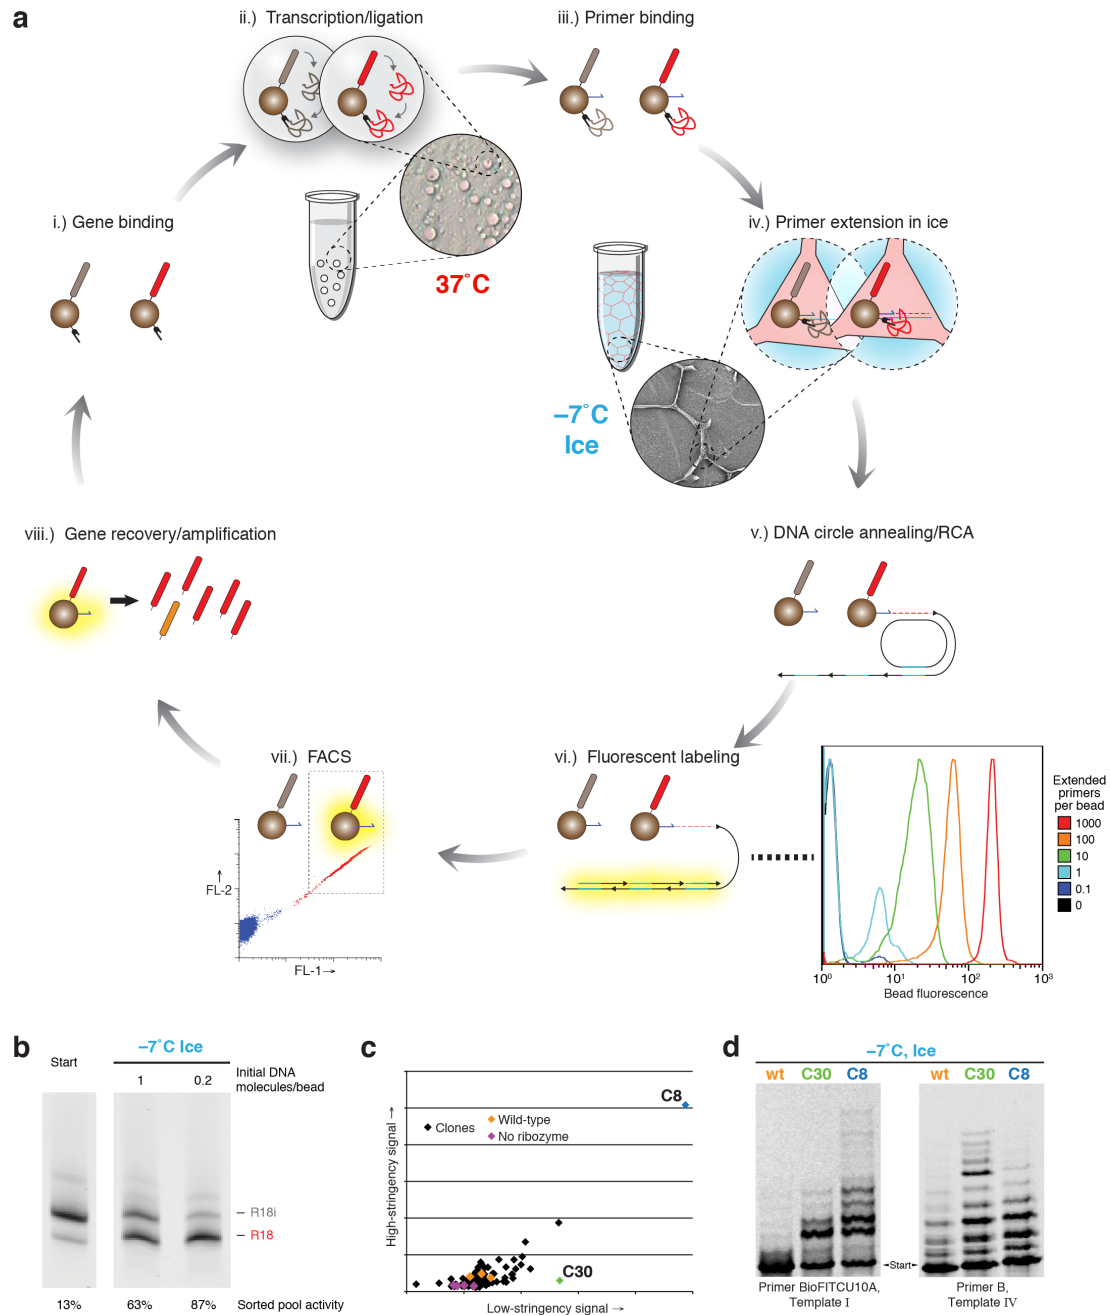 a
ii.) Transcription/ligation
iii.) Primer binding
i.) Gene binding
37˚C
iv.) Primer extension in ice
–7˚C
Ice
viii.) Gene recovery/amplification
v.) DNA circle annealing/RCA
vii.) FACS
FL-2
FL-1→
vi.) Fluorescent labeling
Extended
primers
per bead
1000
100
10
1
0.1
0
10⁰ 10¹ 10² 10³
Bead fluorescence
b
Start
–7˚C Ice
1 0.2
Initial DNA
molecules/bead
– R18i
– R18
13% 63% 87% Sorted pool activity
c
High-stringency signal →
C8
Clones
Wild-type
No ribozyme
C30
Low-stringency signal →
d
–7˚C, Ice
wt C30 C8 wt C30 C8
◄Start►
Primer BioFITCU10A,
Template I
Primer B,
Template IV